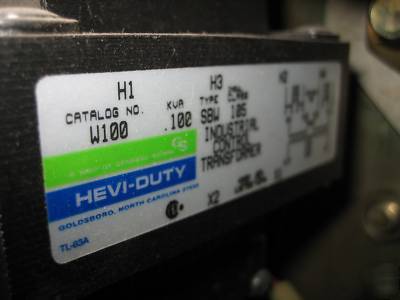 H1 H3
CATALOG NO. KVA TYPE
W100 .100 SBW 105
INDUSTRIAL
CONTROL
TRANSFORMER
GS
HEVI-DUTY
GOLDSBORO, NORTH CAROLINA
TL-63A
X2